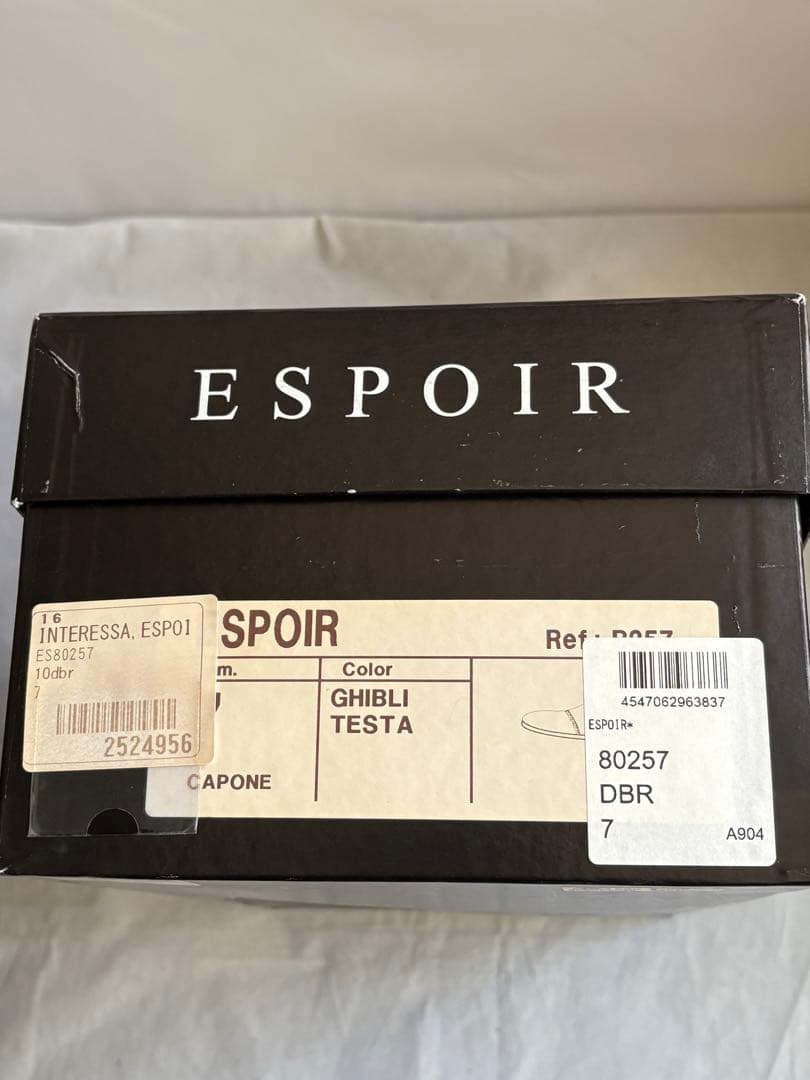 ESPOIR
16
INTERESSA, ESPOI
ES80257
10dbr
7
2524956
SPOIR
Ref.:
m.
Color
GHIBLI
TESTA
CAPONE
4547062963837
ESPOIR*
80257
DBR
7
A904